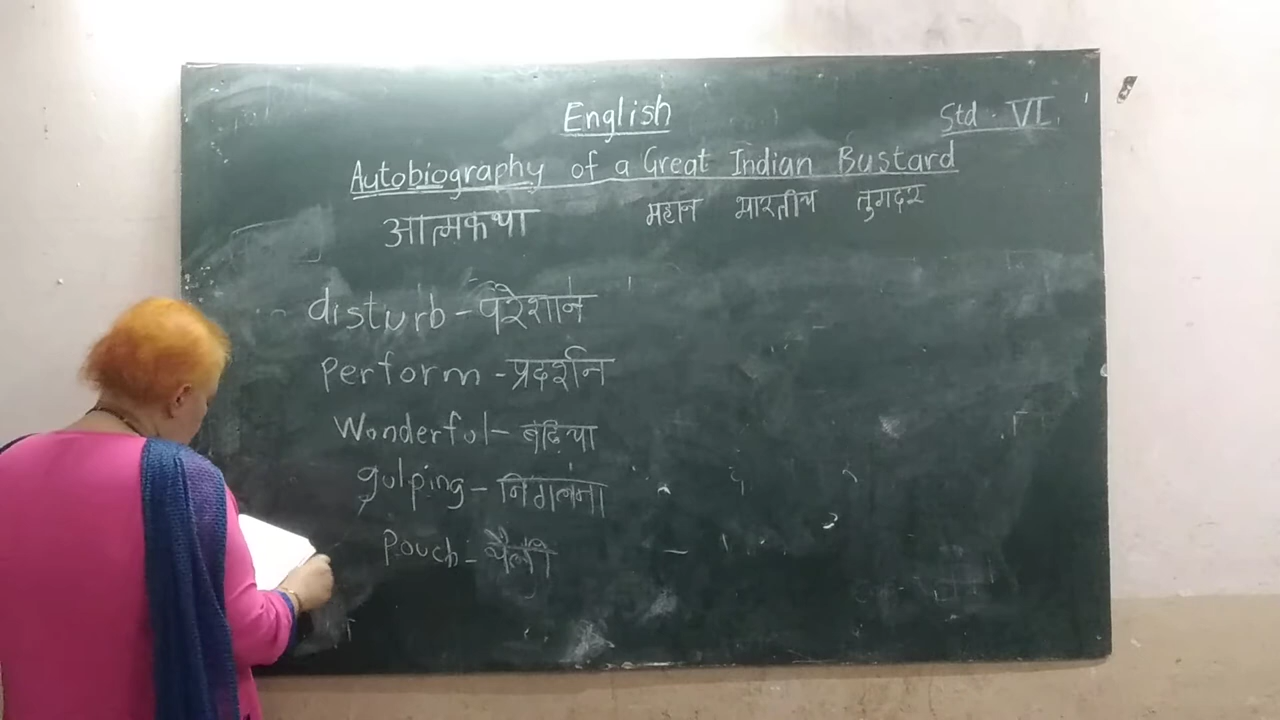 English
Std. VI
Autobiography of a Great Indian Bustard
आत्मकथा महान भारतीय तुगदर
disturb - परेशान
perform - प्रदर्शन
Wonderful - बढ़िया
gulping - निगलना
Pouch - थैली